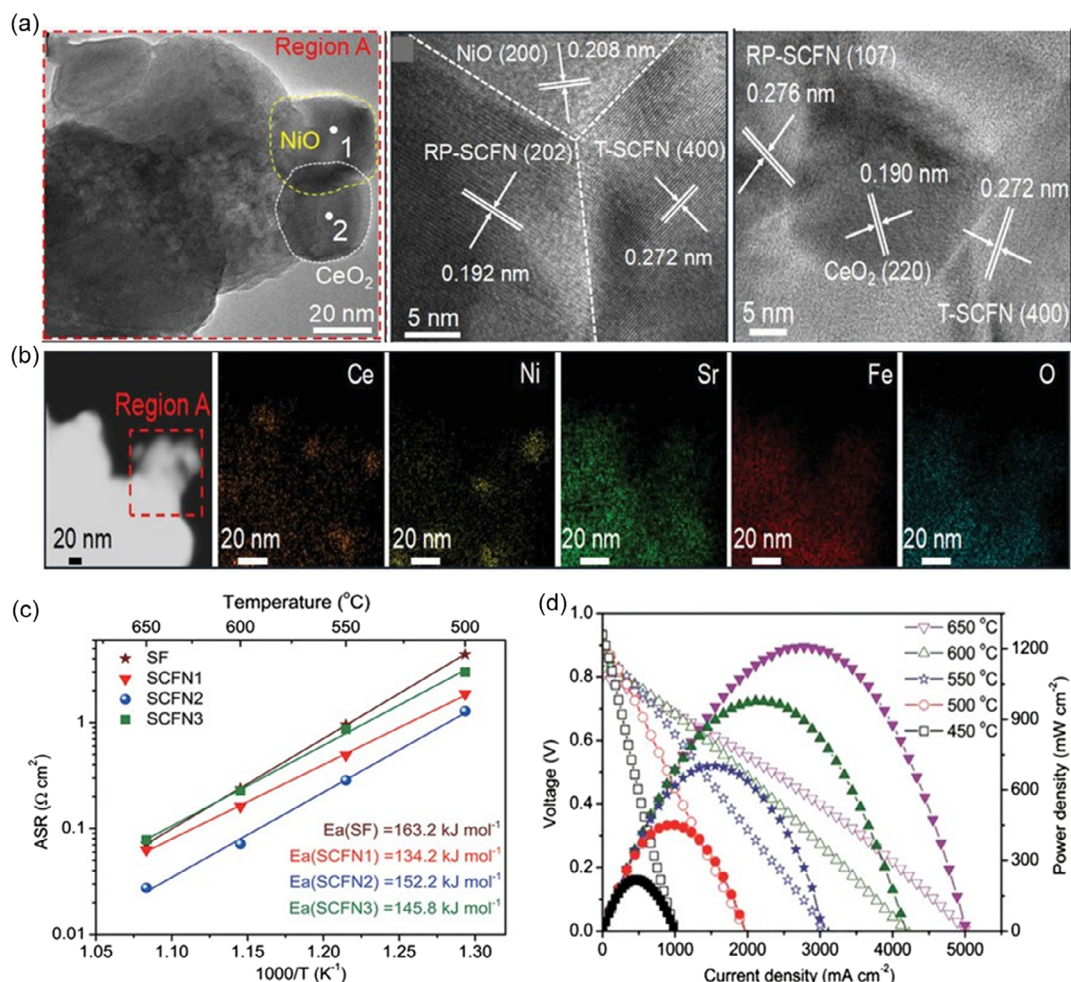 (a)
Region A
NiO
1
2
CeO₂
20 nm
NiO (200)
0.208 nm
RP-SCFN (202)
T-SCFN (400)
0.192 nm
0.272 nm
5 nm
RP-SCFN (107)
0.276 nm
0.190 nm
0.272 nm
CeO₂ (220)
T-SCFN (400)
5 nm
(b)
Region A
20 nm
Ce
20 nm
Ni
20 nm
Sr
20 nm
Fe
20 nm
O
20 nm
(c)
Temperature (°C)
650 600 550 500
SF
SCFN1
SCFN2
SCFN3
1
0.1
0.01
ASR (Ω cm²)
Ea(SF) =163.2 kJ mol⁻¹
Ea(SCFN1) =134.2 kJ mol⁻¹
Ea(SCFN2) =152.2 kJ mol⁻¹
Ea(SCFN3) =145.8 kJ mol⁻¹
1.05 1.10 1.15 1.20 1.25 1.30
1000/T (K⁻¹)
(d)
1.0
0.8
0.6
0.4
0.2
0.0
Voltage (V)
650 °C
600 °C
550 °C
500 °C
450 °C
1200
900
600
300
0
Power density (mW cm⁻²)
0 1000 2000 3000 4000 5000
Current density (mA cm⁻²)